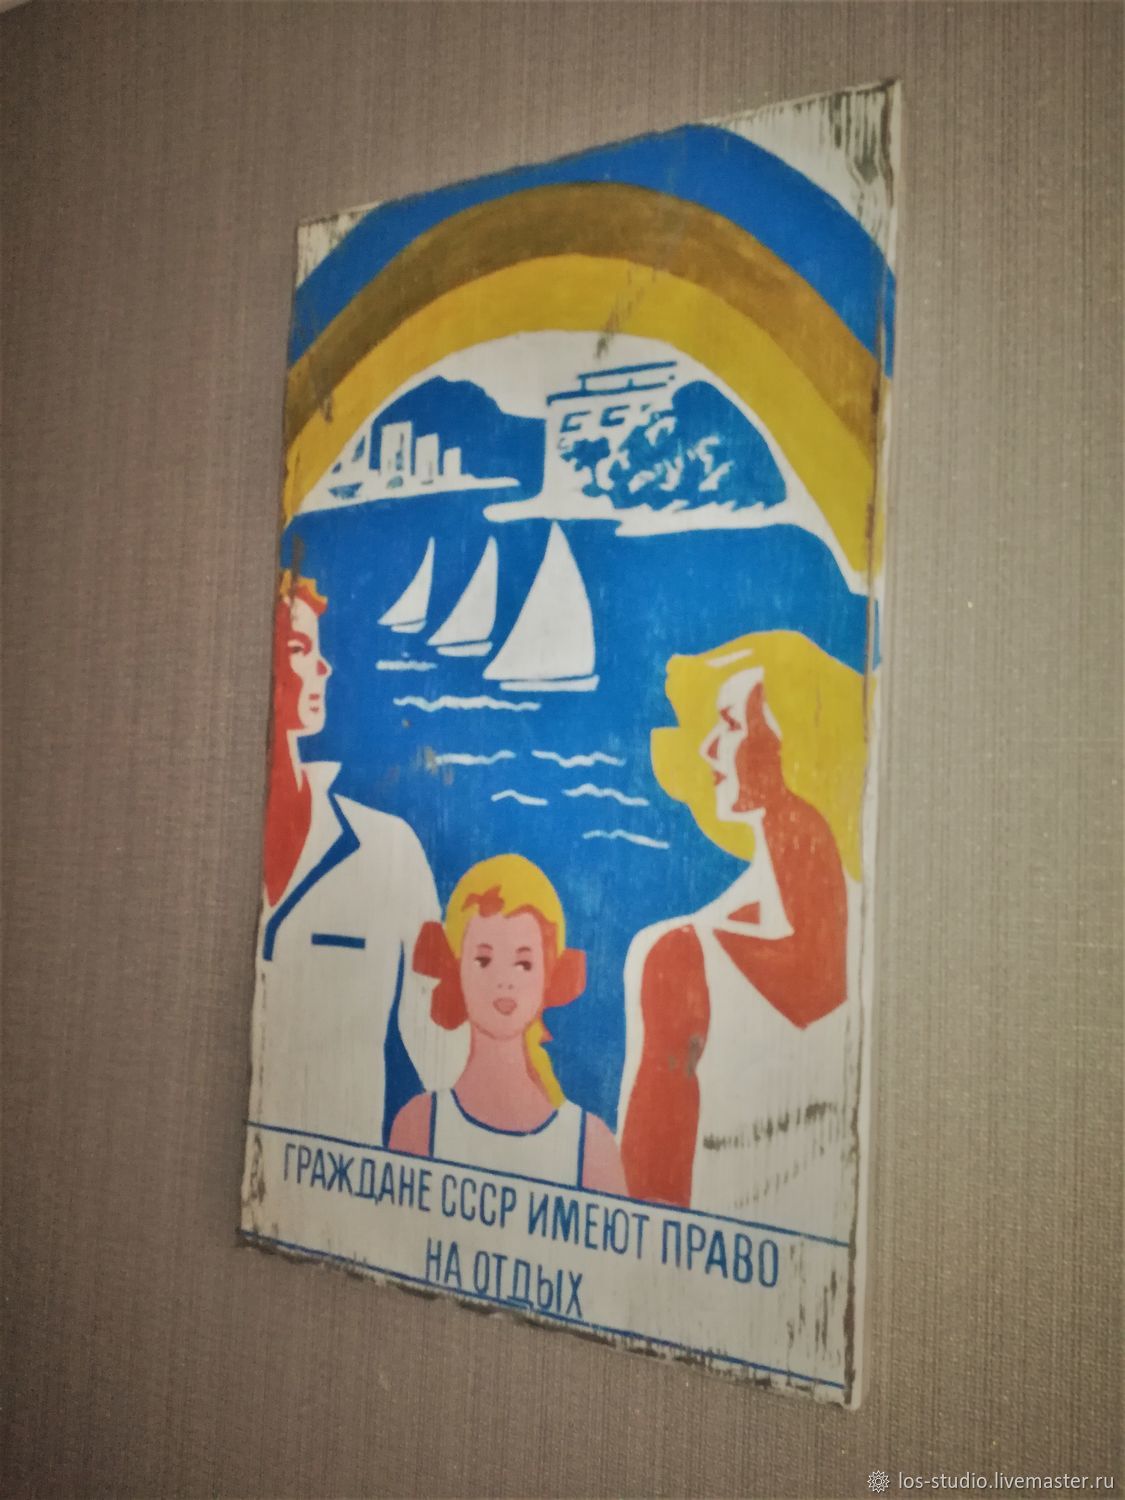 ГРАЖДАНЕ СССР ИМЕЮТ ПРАВО
НА ОТДЫХ
los-studio.livemaster.ru